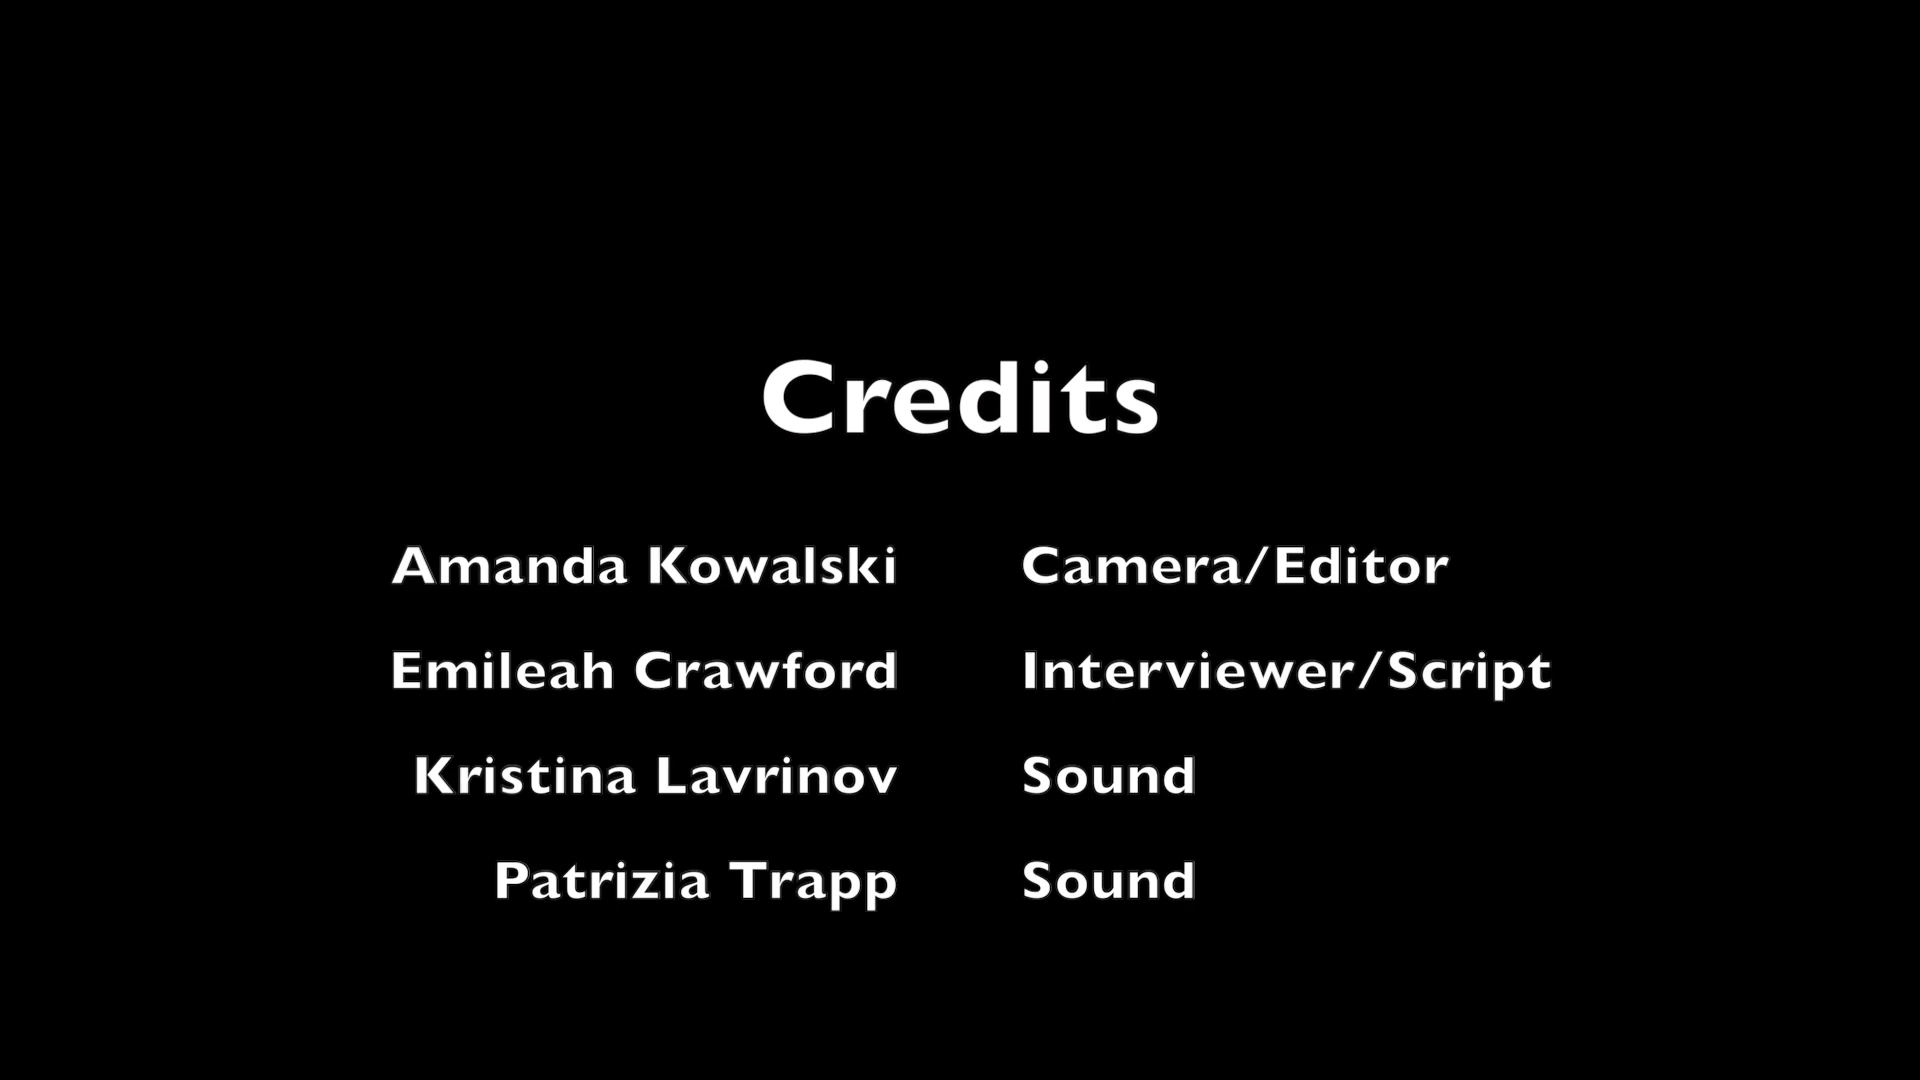 Credits
Amanda Kowalski Camera/Editor
Emileah Crawford Interviewer/Script
Kristina Lavrinov Sound
Patrizia Trapp Sound